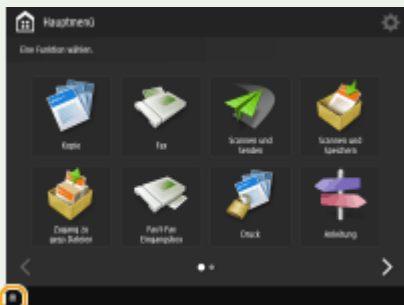 Hauptmenü
Eine Funktion wählen.
Kopie
Fax
Scannen und
Senden
Scannen und
Speichern
Zugang zu
gesp.Dateien
Fax/I-Fax
Eingangsbox
Druck
Anleitung